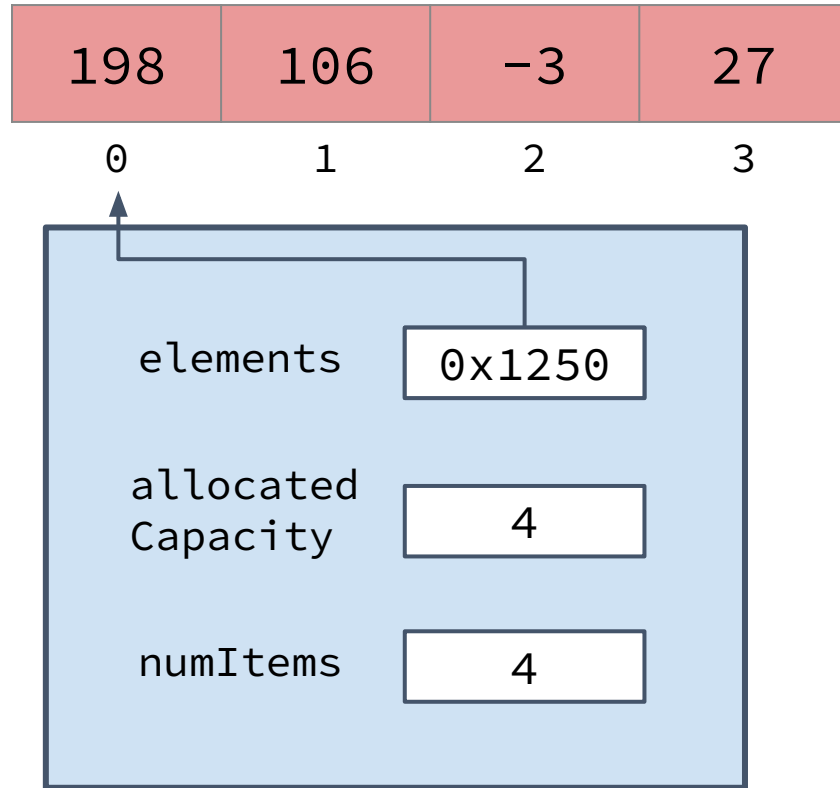 198 106 -3 27
0 1 2 3
elements 0x1250
allocated
Capacity 4
numItems 4